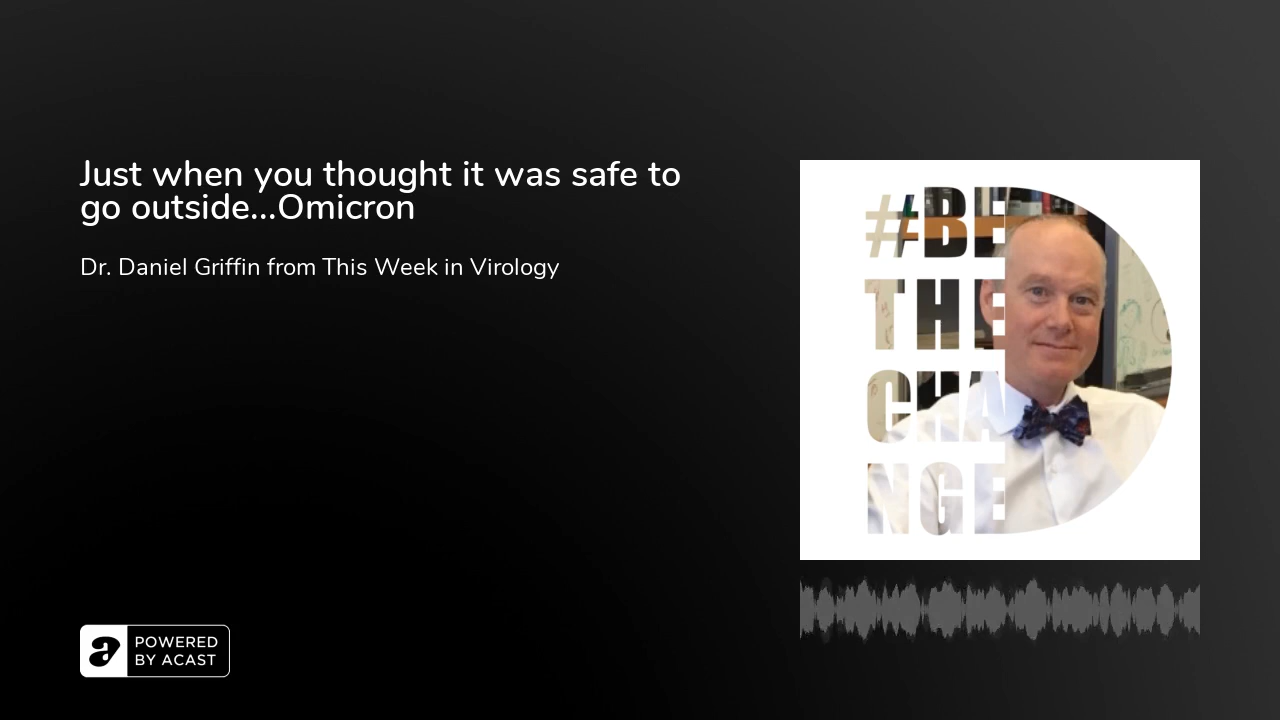 Just when you thought it was safe to
go outside...Omicron
Dr. Daniel Griffin from This Week in Virology
#BE
THE
CHA
NGE
a
POWERED
BY ACAST